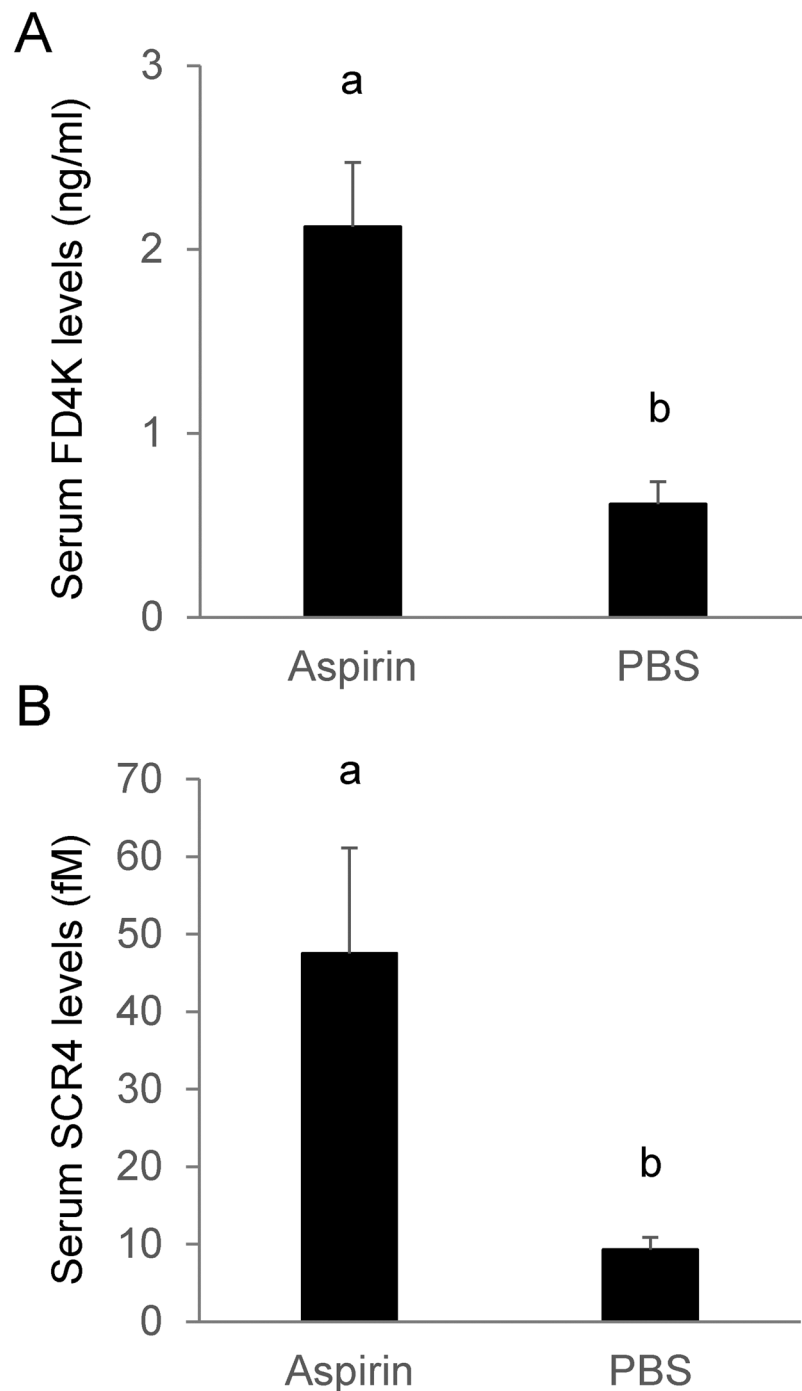 A
Serum FD4K levels (ng/ml)
3
2
1
0
a
b
Aspirin
PBS
B
Serum SCR4 levels (fM)
70
60
50
40
30
20
10
0
a
b
Aspirin
PBS